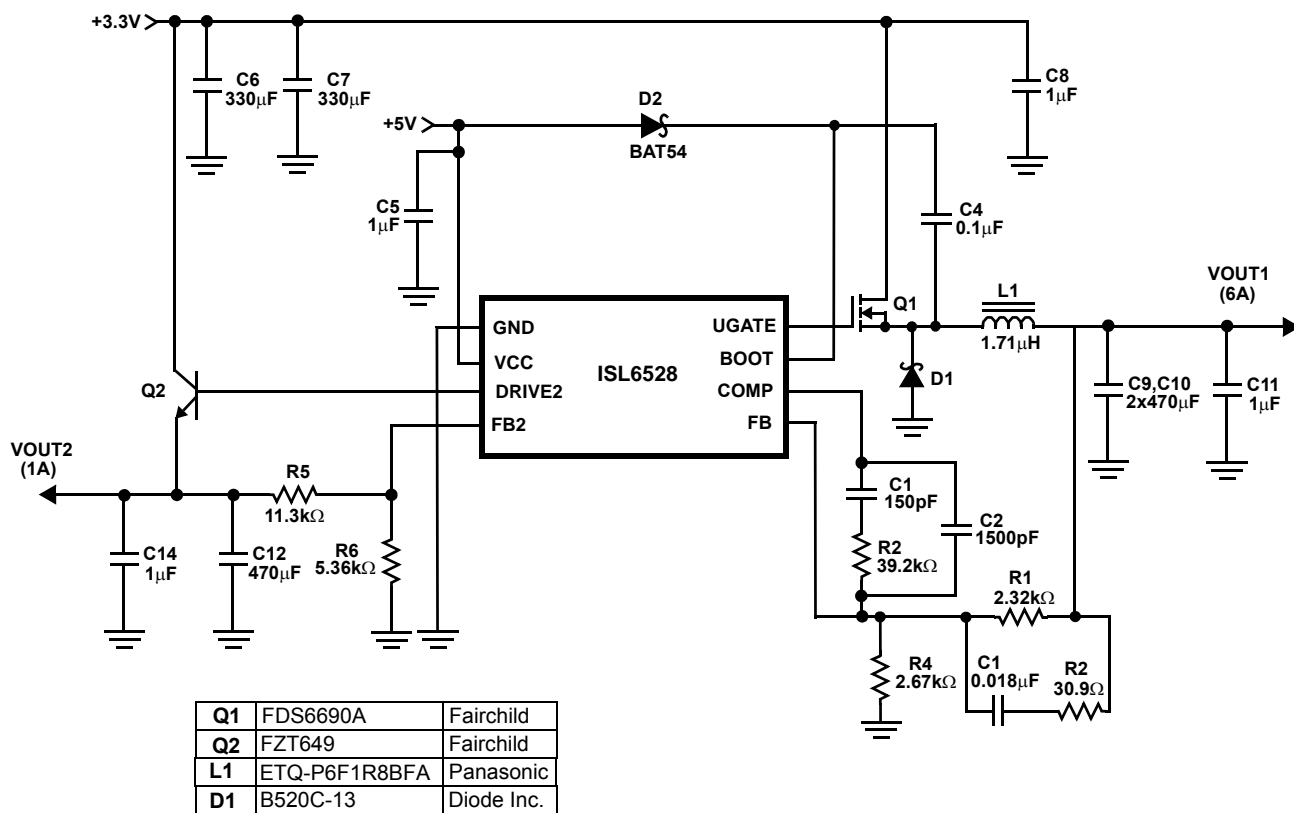 +3.3V
C6
330μF
C7
330μF
C8
1μF
D2
BAT54
+5V
C5
1μF
C4
0.1μF
Q1
L1
1.71μH
VOUT1
(6A)
GND
VCC
DRIVE2
FB2
ISL6528
UGATE
BOOT
COMP
FB
D1
C9,C10
2x470μF
C11
1μF
Q2
VOUT2
(1A)
R5
11.3kΩ
C14
1μF
C12
470μF
R6
5.36kΩ
C1
150pF
R2
39.2kΩ
C2
1500pF
R1
2.32kΩ
R4
2.67kΩ
C1
0.018μF
R2
30.9Ω
Q1 FDS6690A Fairchild
Q2 FZT649 Fairchild
L1 ETQ-P6F1R8BFA Panasonic
D1 B520C-13 Diode Inc.